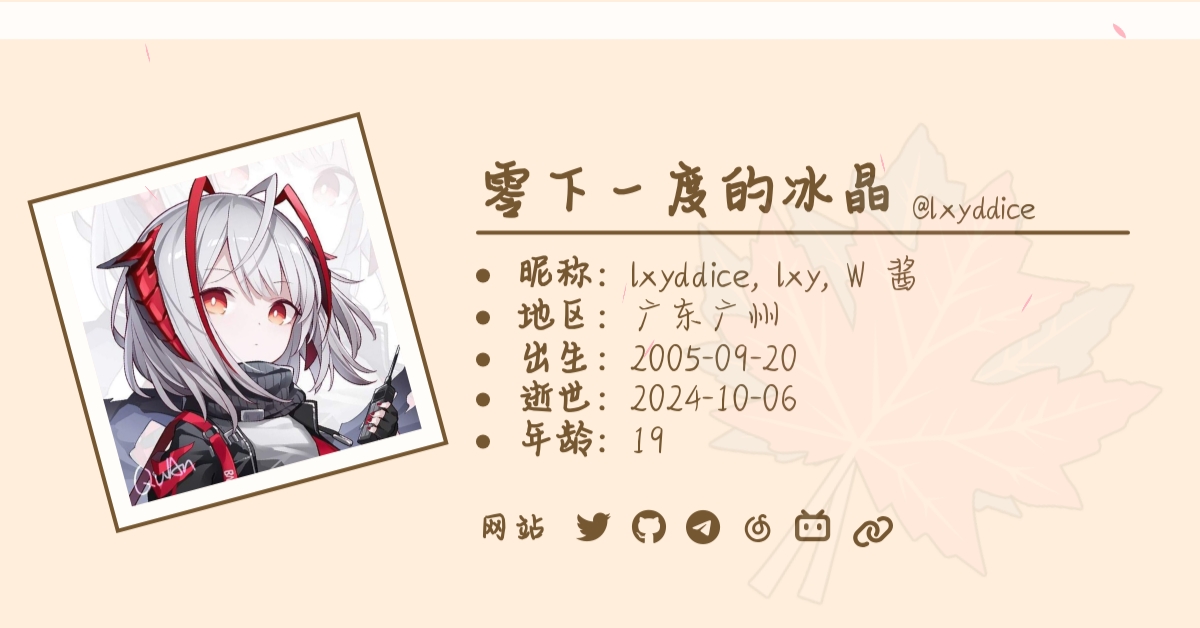 零下一度的冰晶 @lxyddice
昵称: lxyddice, lxy, W 酱
地区: 广东广州
出生: 2005-09-20
逝世: 2024-10-06
年龄: 19
网站
QuAn